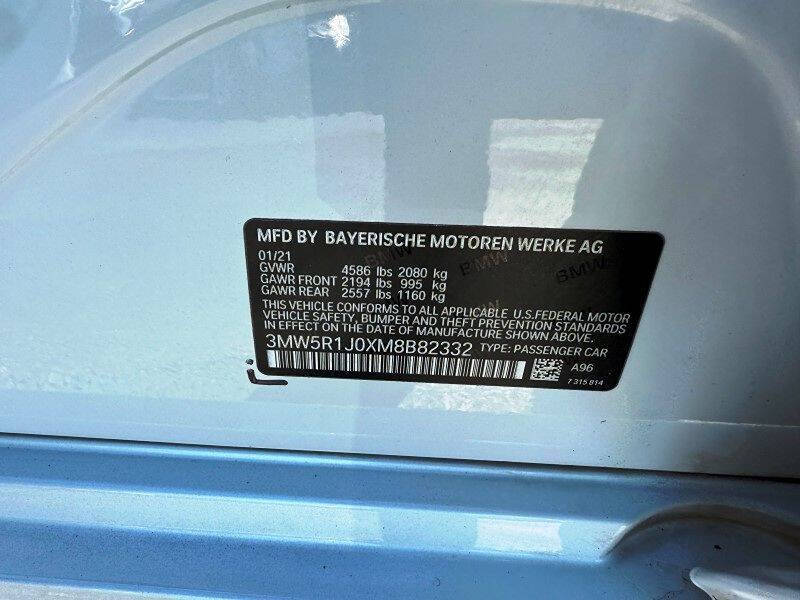 MFD BY BAYERISCHE MOTOREN WERKE AG
01/21
GVWR 4586 lbs 2080 kg
GAWR FRONT 2194 lbs 995 kg
GAWR REAR 2557 lbs 1160 kg
THIS VEHICLE CONFORMS TO ALL APPLICABLE U.S.FEDERAL MOTOR
VEHICLE SAFETY, BUMPER AND THEFT PREVENTION STANDARDS
IN EFFECT ON THE DATE OF MANUFACTURE SHOWN ABOVE.
3MW5R1J0XM8B82332 TYPE: PASSENGER CAR
A96
7 315 814
BMW
BMW
BMW